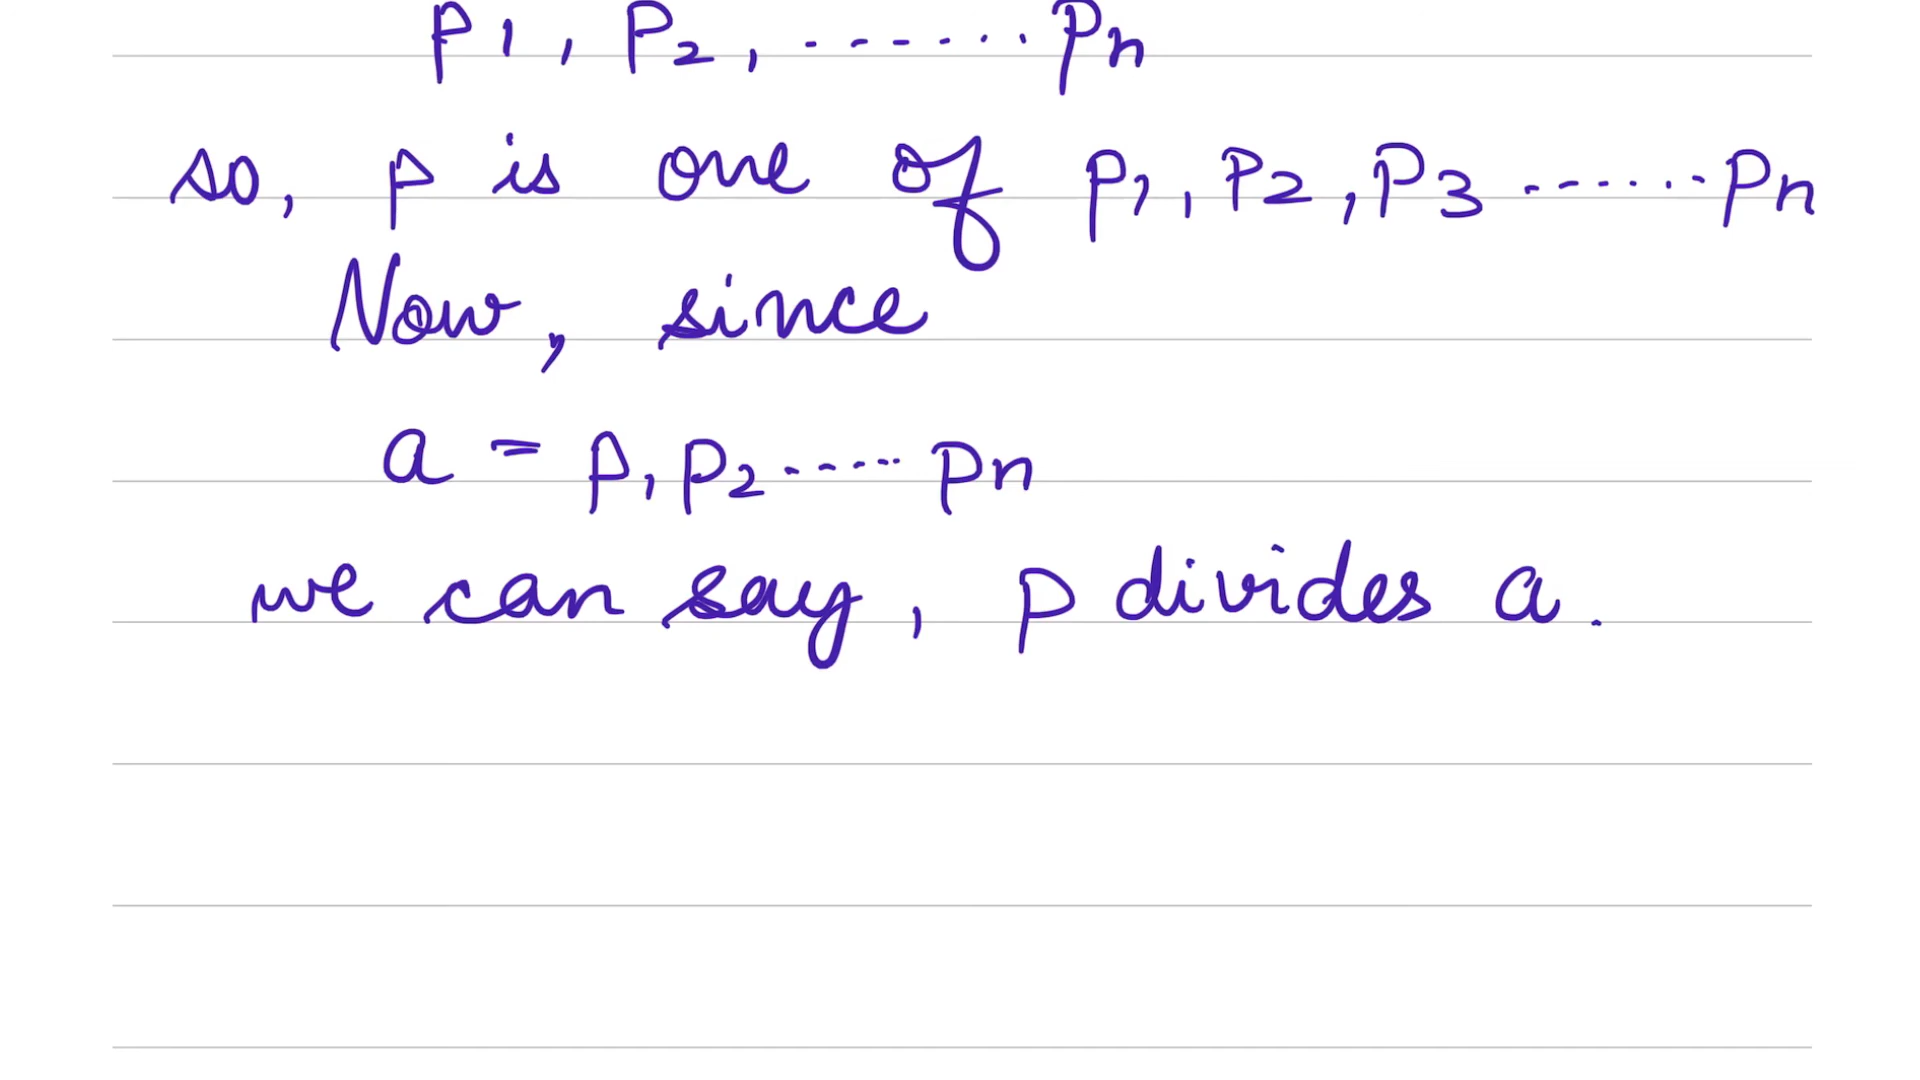 p1, p2, ....... pn
so, p is one of p1, p2, p3 ....... pn
Now, since
a = p1 p2 ...... pn
we can say, p divides a.